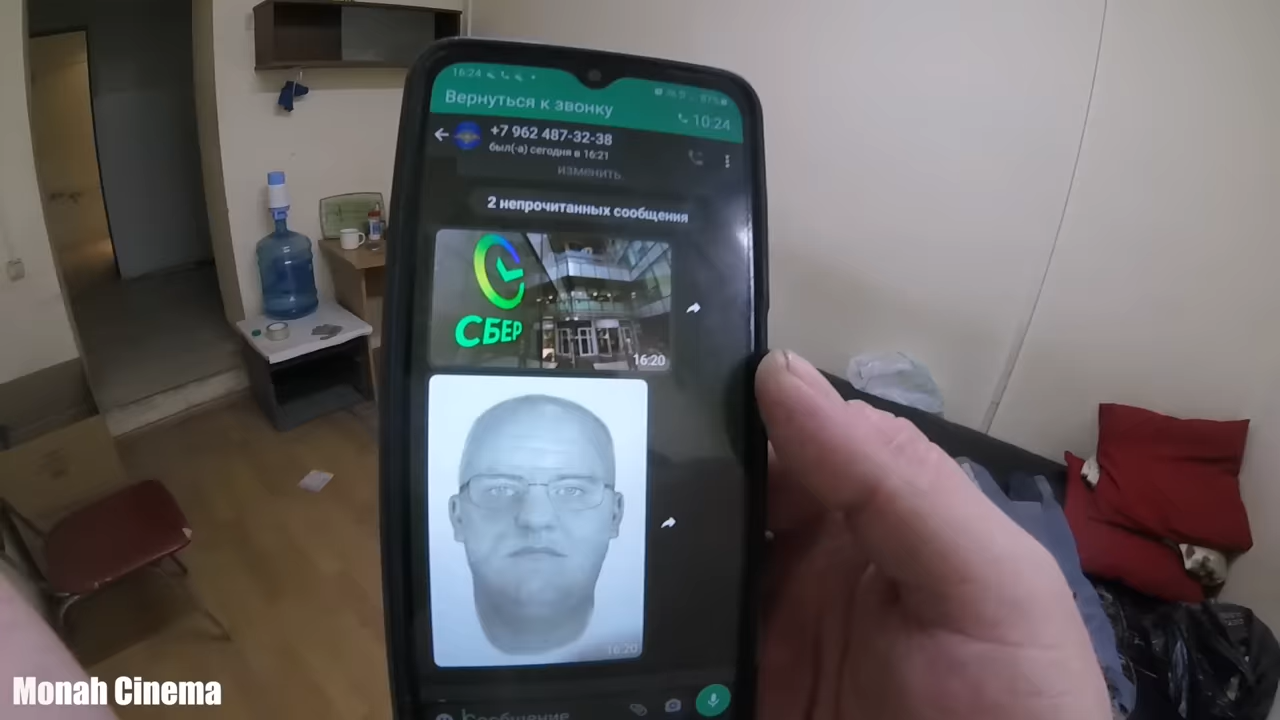 16:24
87%
Вернуться к звонку
10:24
+7 962 487-32-38
был(-а) сегодня в 16:21
изменить
2 непрочитанных сообщения
СБЕР
16:20
16:20
Сообщение
Monah Cinema